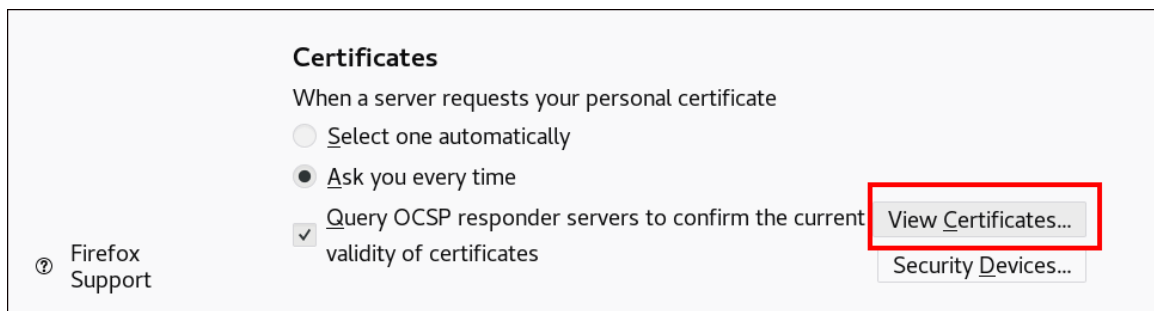 Certificates
When a server requests your personal certificate
Select one automatically
Ask you every time
Query OCSP responder servers to confirm the current
validity of certificates
View Certificates...
Security Devices...
Firefox
Support